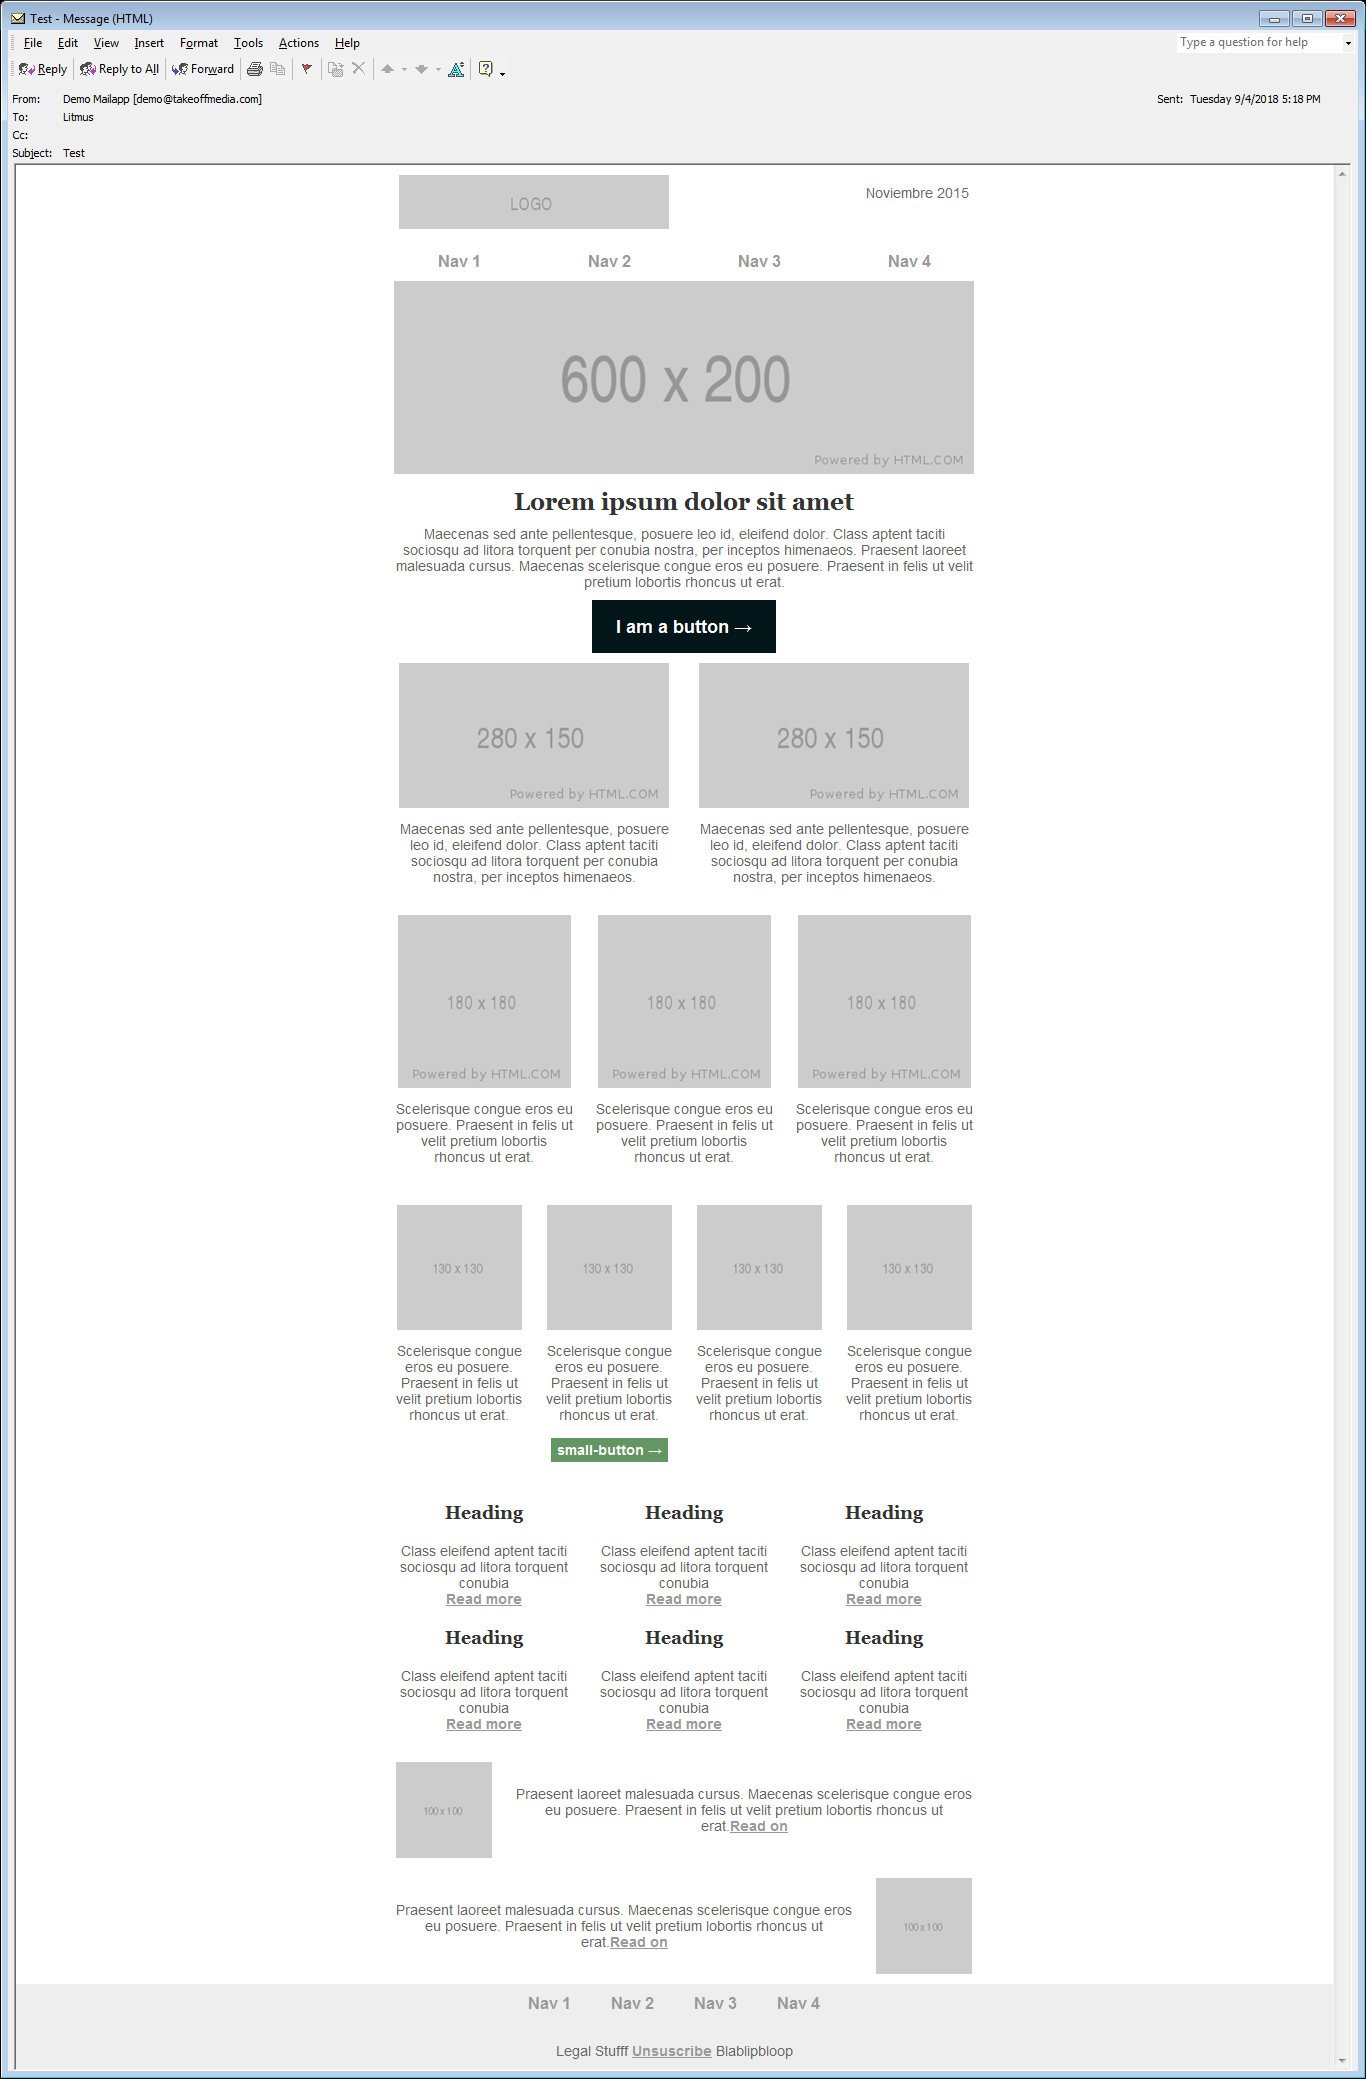 Test - Message (HTML)
File Edit View Insert Format Tools Actions Help
Type a question for help
Reply Reply to All Forward
From: Demo Mailapp [demo@takeoffmedia.com]
Sent: Tuesday 9/4/2018 5:18 PM
To: Litmus
Cc:
Subject: Test
LOGO
Noviembre 2015
Nav 1 Nav 2 Nav 3 Nav 4
600 x 200
Powered by HTML.COM
Lorem ipsum dolor sit amet
Maecenas sed ante pellentesque, posuere leo id, eleifend dolor. Class aptent taciti
sociosqu ad litora torquent per conubia nostra, per inceptos himenaeos. Praesent laoreet
malesuada cursus. Maecenas scelerisque congue eros eu posuere. Praesent in felis ut velit
pretium lobortis rhoncus ut erat.
I am a button →
280 x 150
Powered by HTML.COM
Maecenas sed ante pellentesque, posuere
leo id, eleifend dolor. Class aptent taciti
sociosqu ad litora torquent per conubia
nostra, per inceptos himenaeos.
280 x 150
Powered by HTML.COM
Maecenas sed ante pellentesque, posuere
leo id, eleifend dolor. Class aptent taciti
sociosqu ad litora torquent per conubia
nostra, per inceptos himenaeos.
180 x 180
Powered by HTML.COM
Scelerisque congue eros eu
posuere. Praesent in felis ut
velit pretium lobortis
rhoncus ut erat.
180 x 180
Powered by HTML.COM
Scelerisque congue eros eu
posuere. Praesent in felis ut
velit pretium lobortis
rhoncus ut erat.
180 x 180
Powered by HTML.COM
Scelerisque congue eros eu
posuere. Praesent in felis ut
velit pretium lobortis
rhoncus ut erat.
130 x 130
Scelerisque congue
eros eu posuere.
Praesent in felis ut
velit pretium lobortis
rhoncus ut erat.
130 x 130
Scelerisque congue
eros eu posuere.
Praesent in felis ut
velit pretium lobortis
rhoncus ut erat.
small-button →
130 x 130
Scelerisque congue
eros eu posuere.
Praesent in felis ut
velit pretium lobortis
rhoncus ut erat.
130 x 130
Scelerisque congue
eros eu posuere.
Praesent in felis ut
velit pretium lobortis
rhoncus ut erat.
Heading
Class eleifend aptent taciti
sociosqu ad litora torquent
conubia
Read more
Heading
Class eleifend aptent taciti
sociosqu ad litora torquent
conubia
Read more
Heading
Class eleifend aptent taciti
sociosqu ad litora torquent
conubia
Read more
Heading
Class eleifend aptent taciti
sociosqu ad litora torquent
conubia
Read more
Heading
Class eleifend aptent taciti
sociosqu ad litora torquent
conubia
Read more
Heading
Class eleifend aptent taciti
sociosqu ad litora torquent
conubia
Read more
100 x 100
Praesent laoreet malesuada cursus. Maecenas scelerisque congue eros
eu posuere. Praesent in felis ut velit pretium lobortis rhoncus ut
erat.Read on
Praesent laoreet malesuada cursus. Maecenas scelerisque congue eros
eu posuere. Praesent in felis ut velit pretium lobortis rhoncus ut
erat.Read on
100 x 100
Nav 1 Nav 2 Nav 3 Nav 4
Legal Stufff Unsuscribe Blablipbloop